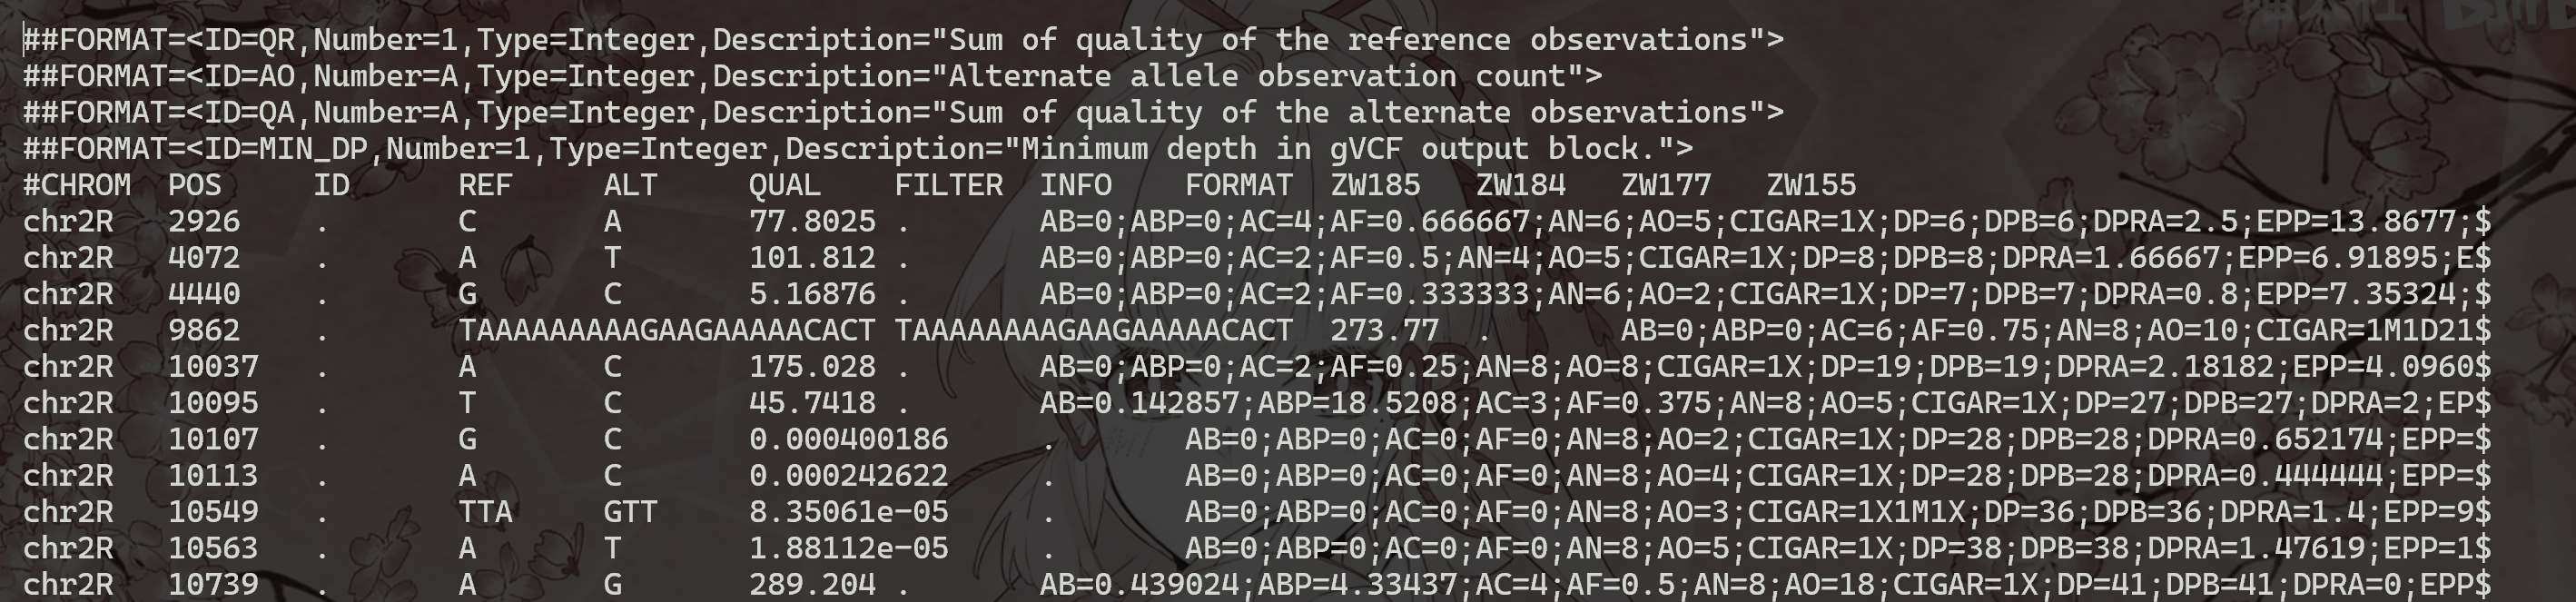 ##FORMAT=<ID=QR,Number=1,Type=Integer,Description="Sum of quality of the reference observations">
##FORMAT=<ID=AO,Number=A,Type=Integer,Description="Alternate allele observation count">
##FORMAT=<ID=QA,Number=A,Type=Integer,Description="Sum of quality of the alternate observations">
##FORMAT=<ID=MIN_DP,Number=1,Type=Integer,Description="Minimum depth in gVCF output block.">
#CHROM POS ID REF ALT QUAL FILTER INFO FORMAT ZW185 ZW184 ZW177 ZW155
chr2R 2926 . C A 77.8025 . AB=0;ABP=0;AC=4;AF=0.666667;AN=6;AO=5;CIGAR=1X;DP=6;DPB=6;DPRA=2.5;EPP=13.8677;$
chr2R 4072 . A T 101.812 . AB=0;ABP=0;AC=2;AF=0.5;AN=4;AO=5;CIGAR=1X;DP=8;DPB=8;DPRA=1.66667;EPP=6.91895;E$
chr2R 4440 . G C 5.16876 . AB=0;ABP=0;AC=2;AF=0.333333;AN=6;AO=2;CIGAR=1X;DP=7;DPB=7;DPRA=0.8;EPP=7.35324;$
chr2R 9862 . TAAAAAAAAAGAAGAAAAACACT TAAAAAAAAGAAGAAAAACACT 273.77 . AB=0;ABP=0;AC=6;AF=0.75;AN=8;AO=10;CIGAR=1M1D21$
chr2R 10037 . A C 175.028 . AB=0;ABP=0;AC=2;AF=0.25;AN=8;AO=8;CIGAR=1X;DP=19;DPB=19;DPRA=2.18182;EPP=4.0960$
chr2R 10095 . T C 45.7418 . AB=0.142857;ABP=18.5208;AC=3;AF=0.375;AN=8;AO=5;CIGAR=1X;DP=27;DPB=27;DPRA=2;EP$
chr2R 10107 . G C 0.000400186 . AB=0;ABP=0;AC=0;AF=0;AN=8;AO=2;CIGAR=1X;DP=28;DPB=28;DPRA=0.652174;EPP=$
chr2R 10113 . A C 0.000242622 . AB=0;ABP=0;AC=0;AF=0;AN=8;AO=4;CIGAR=1X;DP=28;DPB=28;DPRA=0.444444;EPP=$
chr2R 10549 . TTA GTT 8.35061e-05 . AB=0;ABP=0;AC=0;AF=0;AN=8;AO=3;CIGAR=1X1M1X;DP=36;DPB=36;DPRA=1.4;EPP=9$
chr2R 10563 . A T 1.88112e-05 . AB=0;ABP=0;AC=0;AF=0;AN=8;AO=5;CIGAR=1X;DP=38;DPB=38;DPRA=1.47619;EPP=1$
chr2R 10739 . A G 289.204 . AB=0.439024;ABP=4.33437;AC=4;AF=0.5;AN=8;AO=18;CIGAR=1X;DP=41;DPB=41;DPRA=0;EPP$